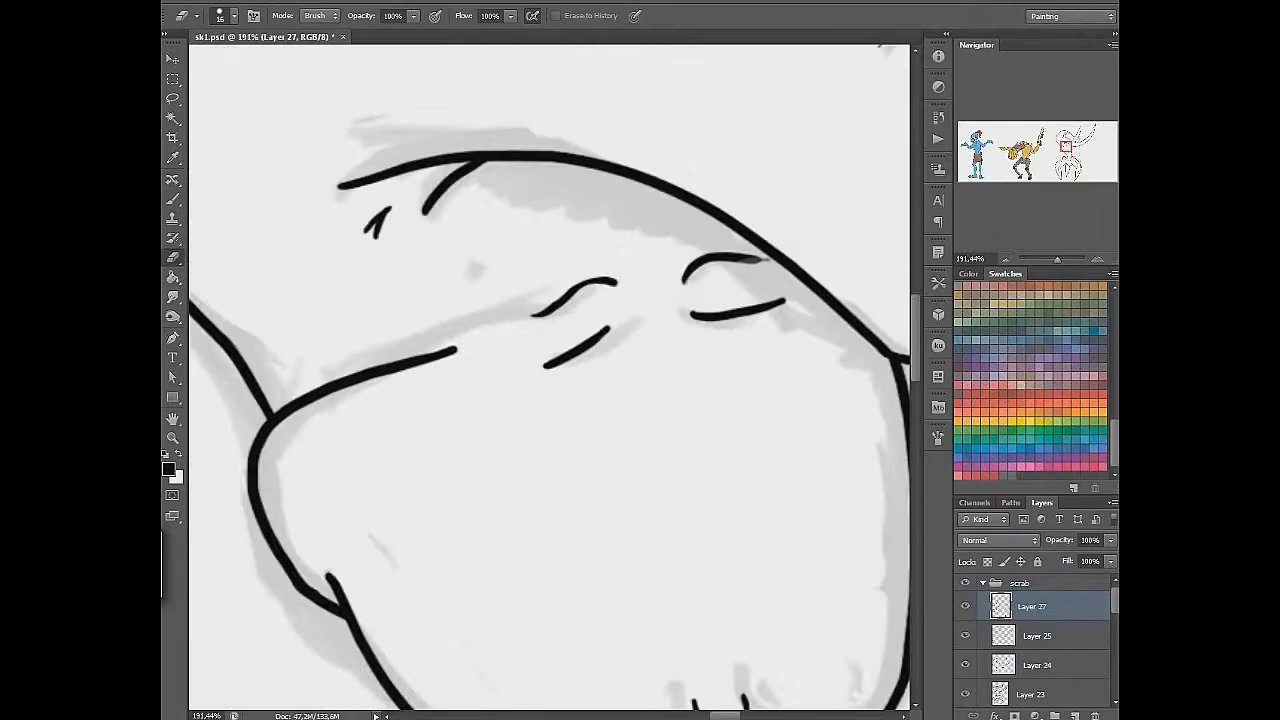 16 Mode: Brush Opacity: 100% Flow: 100% Erase to History Painting
sk1.psd @ 191% (Layer 27, RGB/8) * ×
Navigator
191,44%
Color Swatches
Channels Paths Layers
Kind
Normal Opacity: 100%
Lock: Fill: 100%
scrab
Layer 27
Layer 25
Layer 24
Layer 23
191,44% Doc: 47,2M/133,6M